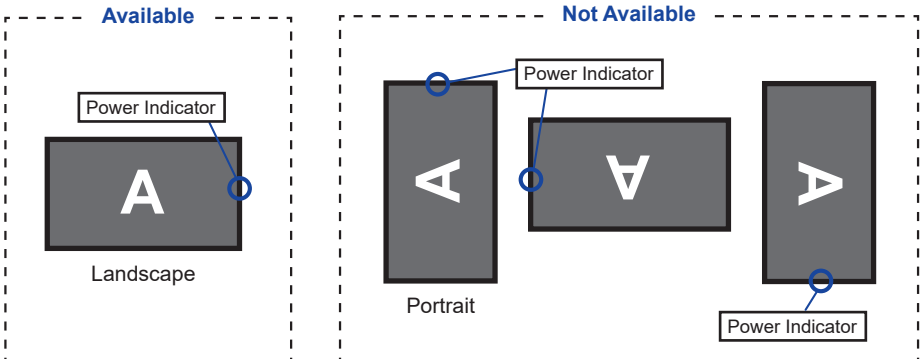 Available
Power Indicator
A
Landscape
Not Available
Power Indicator
A
A
A
Portrait
Power Indicator